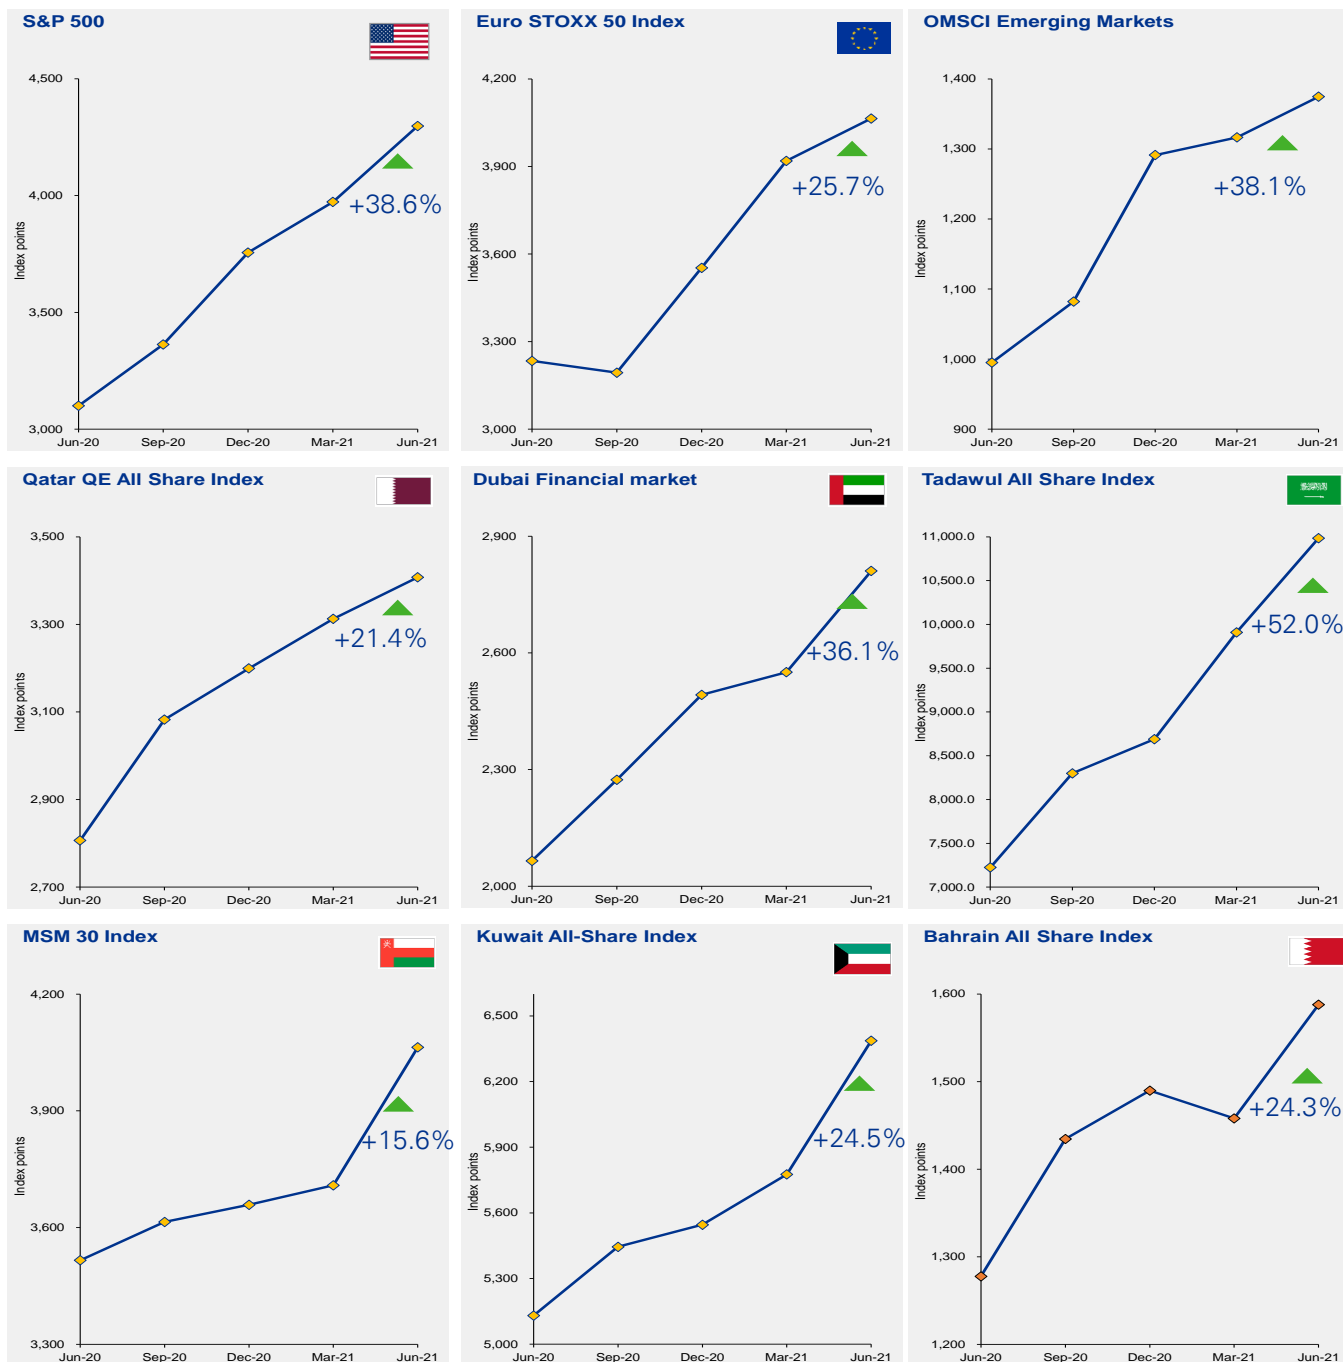 S&P 500
4,500
4,000
3,500
3,000
Index points
+38.6%
Jun-20 Sep-20 Dec-20 Mar-21 Jun-21
Euro STOXX 50 Index
4,200
3,900
3,600
3,300
3,000
Index points
+25.7%
Jun-20 Sep-20 Dec-20 Mar-21 Jun-21
OMSCI Emerging Markets
1,400
1,300
1,200
1,100
1,000
900
Index points
+38.1%
Jun-20 Sep-20 Dec-20 Mar-21 Jun-21
Qatar QE All Share Index
3,500
3,300
3,100
2,900
2,700
Index points
+21.4%
Jun-20 Sep-20 Dec-20 Mar-21 Jun-21
Dubai Financial market
2,900
2,600
2,300
2,000
Index points
+36.1%
Jun-20 Sep-20 Dec-20 Mar-21 Jun-21
Tadawul All Share Index
11,000.0
10,500.0
10,000.0
9,500.0
9,000.0
8,500.0
8,000.0
7,500.0
7,000.0
Index points
+52.0%
Jun-20 Sep-20 Dec-20 Mar-21 Jun-21
MSM 30 Index
4,200
3,900
3,600
3,300
Index points
+15.6%
Jun-20 Sep-20 Dec-20 Mar-21 Jun-21
Kuwait All-Share Index
6,500
6,200
5,900
5,600
5,300
5,000
Index points
+24.5%
Jun-20 Sep-20 Dec-20 Mar-21 Jun-21
Bahrain All Share Index
1,600
1,500
1,400
1,300
1,200
Index points
+24.3%
Jun-20 Sep-20 Dec-20 Mar-21 Jun-21